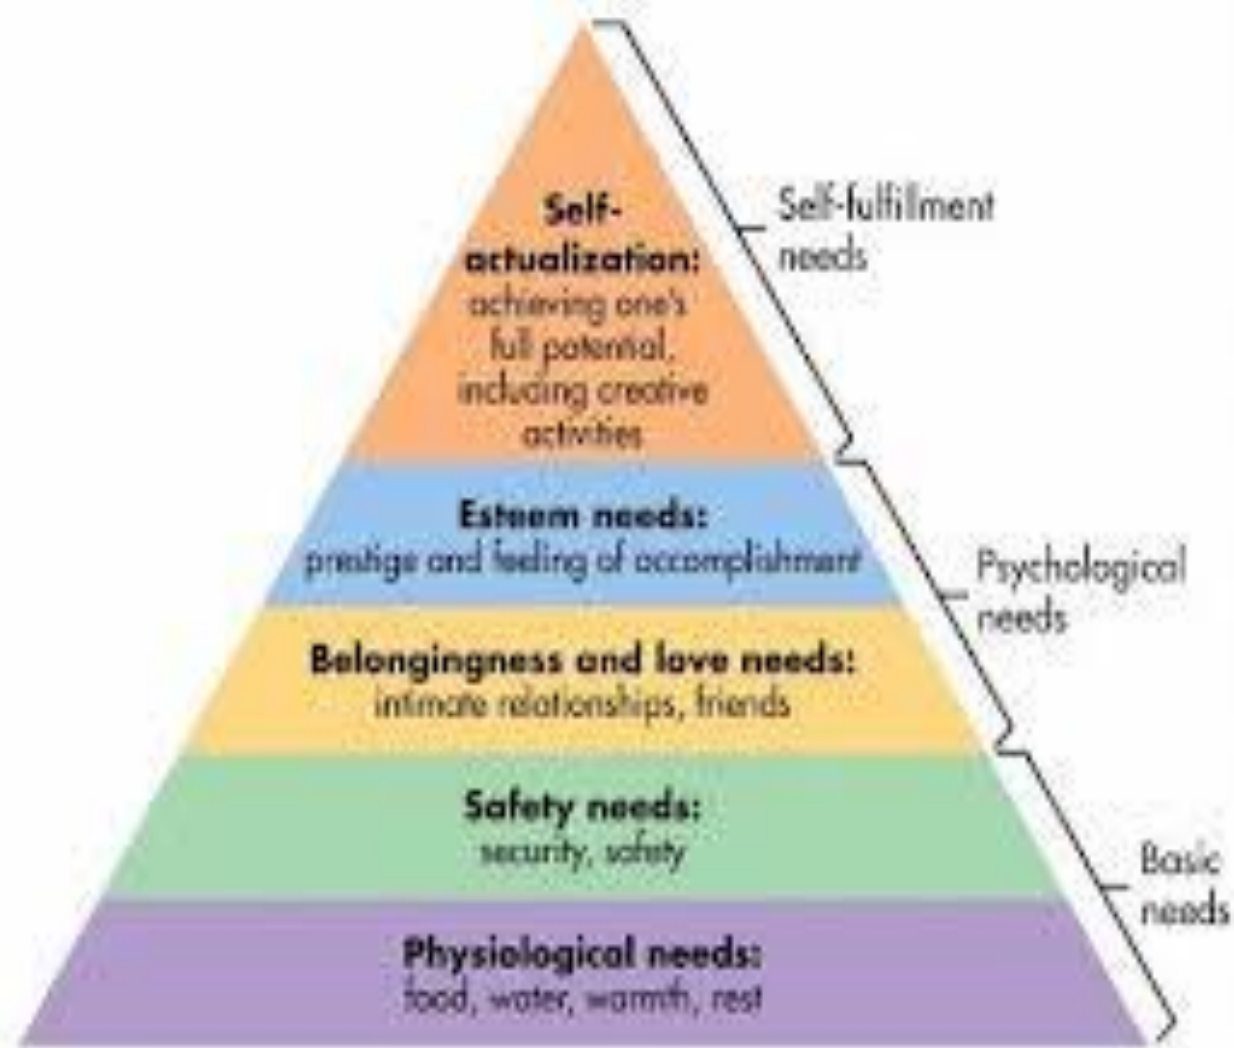 Self-
actualization:
achieving one's
full potential,
including creative
activities
Self-fulfillment
needs
Esteem needs:
prestige and feeling of accomplishment
Psychological
needs
Belongingness and love needs:
intimate relationships, friends
Safety needs:
security, safety
Basic
needs
Physiological needs:
food, water, warmth, rest